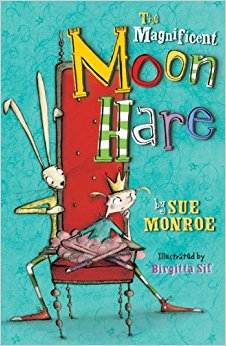 The
Magnificent
Moon
Hare
by
SUE
MONROE
Illustrated by
Birgitta Sif